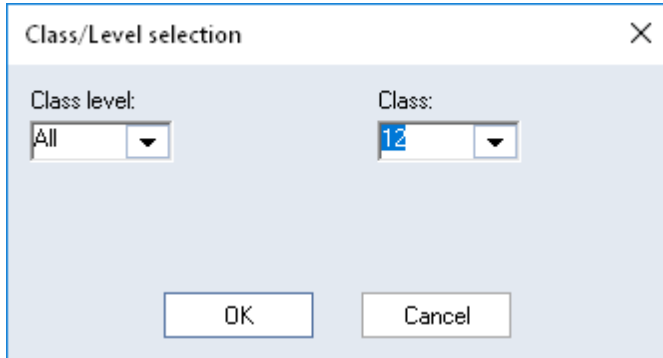 Class/Level selection
Class level: Class:
All 12
OK Cancel